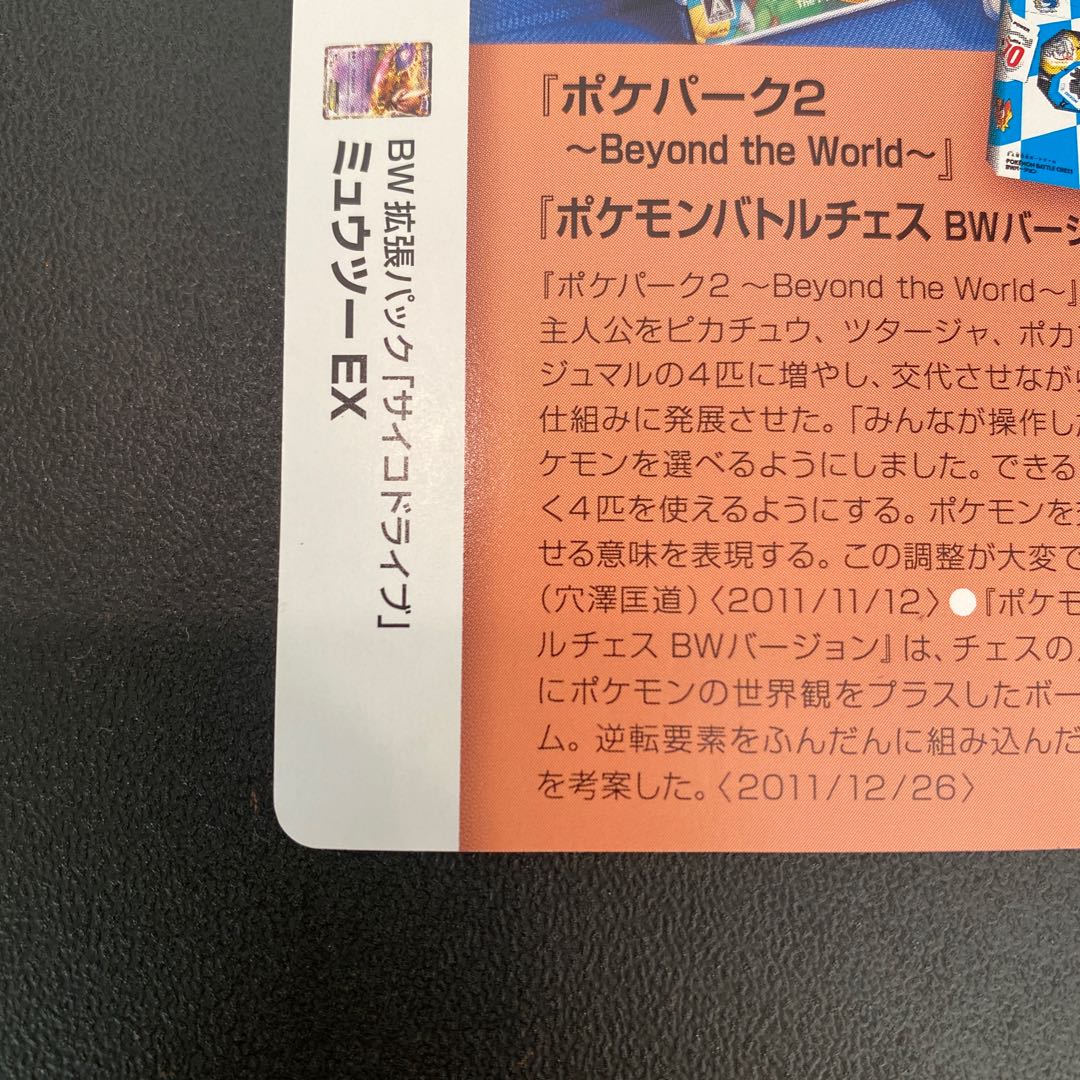 BW 拡張パック「サイコドライブ」
ミュウツー EX
『ポケパーク2
～Beyond the World～』
『ポケモンバトルチェス BWバージ
『ポケパーク2 ～Beyond the World～』
主人公をピカチュウ、ツタージャ、ポカ
ジュマルの4匹に増やし、交代させなが
仕組みに発展させた。「みんなが操作し
ケモンを選べるようにしました。できる
く4匹を使えるようにする。ポケモンを
せる意味を表現する。この調整が大変で
（穴澤匡道）〈2011/11/12〉●『ポケモ
ルチェス BWバージョン』は、チェスの
にポケモンの世界観をプラスしたボー
ム。逆転要素をふんだんに組み込んだ
を考案した。〈2011/12/26〉
POKÉMON BATTLE CHESS